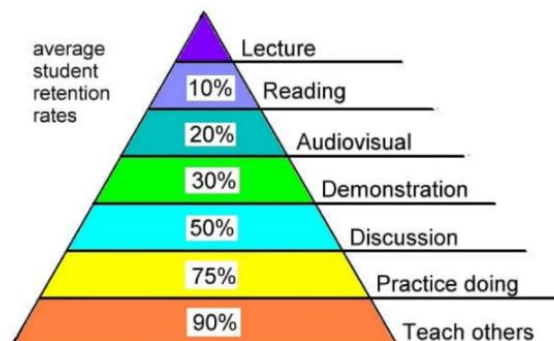 average
student
retention
rates
Lecture
10% Reading
20% Audiovisual
30% Demonstration
50% Discussion
75% Practice doing
90% Teach others